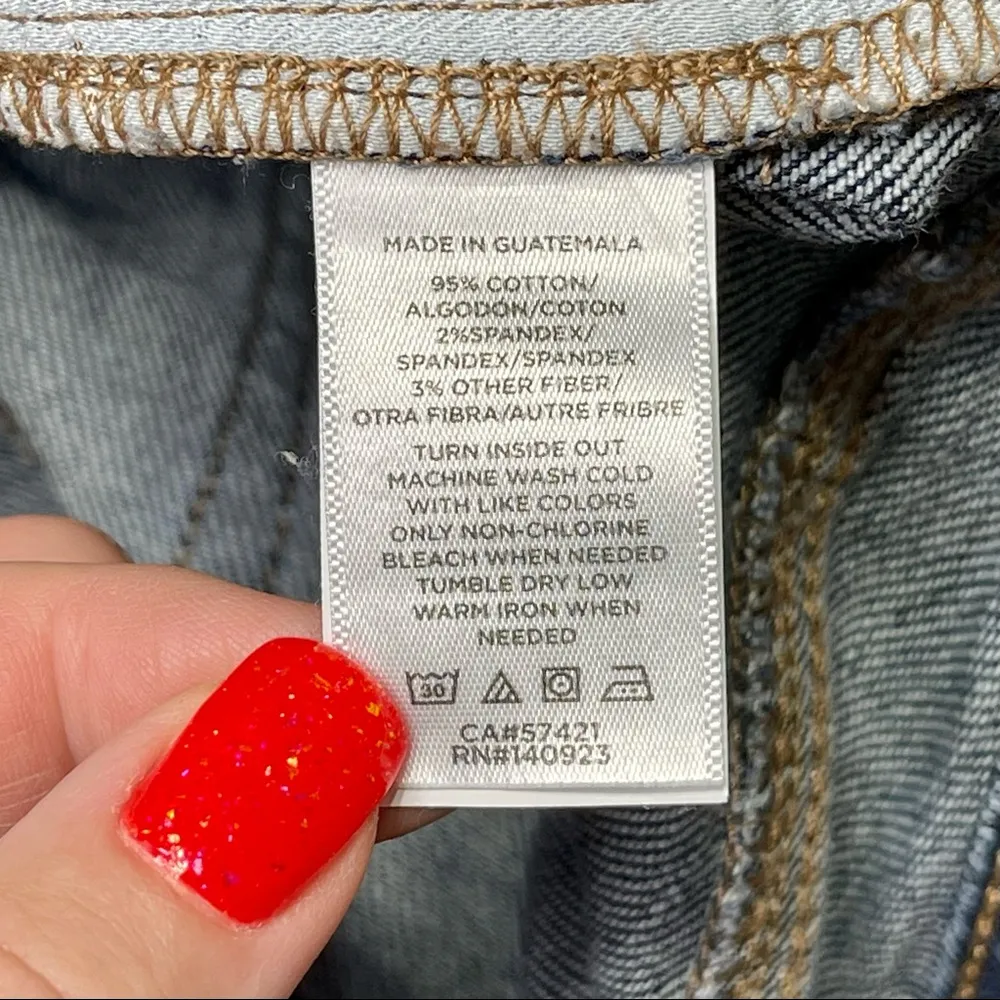 MADE IN GUATEMALA
95% COTTON/
ALGODÓN/COTON
2%SPANDEX/
SPANDEX/SPANDEX
3% OTHER FIBER/
OTRA FIBRA/AUTRE FRIBRE
TURN INSIDE OUT
MACHINE WASH COLD
WITH LIKE COLORS
ONLY NON-CHLORINE
BLEACH WHEN NEEDED
TUMBLE DRY LOW
WARM IRON WHEN
NEEDED
30
CA#57421
RN#140923